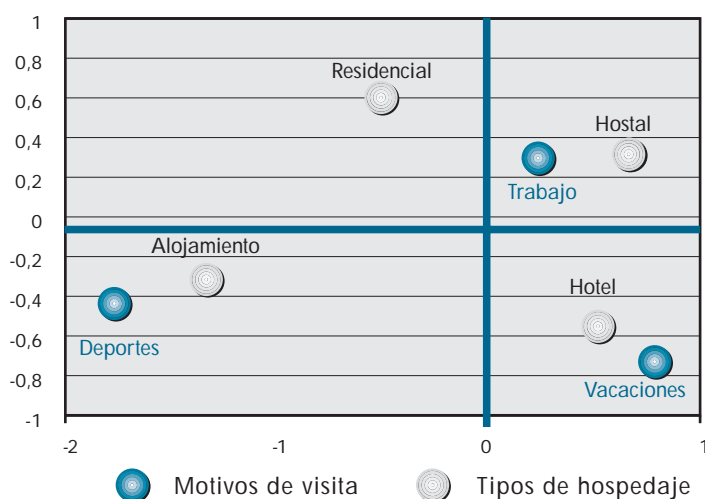 1
0,8
0,6
0,4
0,2
0
-0,2
-0,4
-0,6
-0,8
-1
Residencial
Hostal
Trabajo
Alojamiento
Hotel
Deportes
Vacaciones
-2 -1 0 1
Motivos de visita Tipos de hospedaje